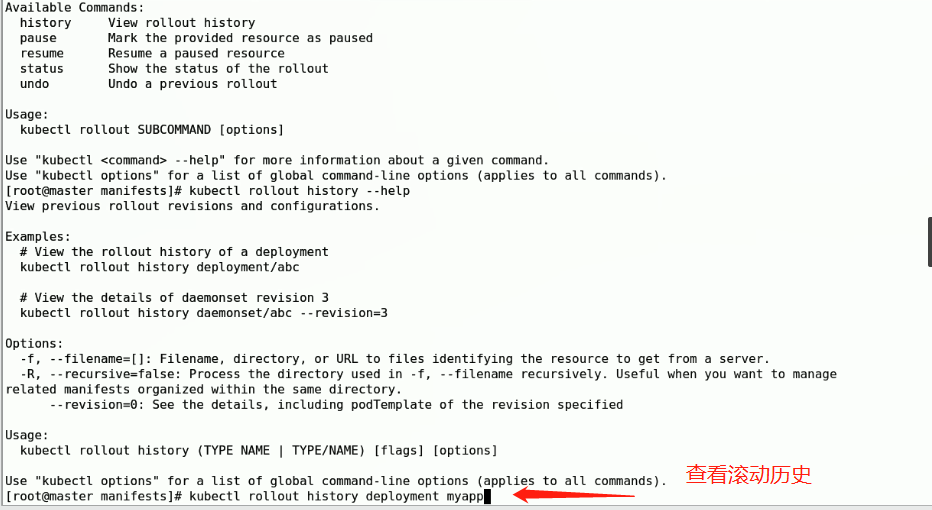 Available Commands:
  history     View rollout history
  pause       Mark the provided resource as paused
  resume      Resume a paused resource
  status      Show the status of the rollout
  undo        Undo a previous rollout

Usage:
  kubectl rollout SUBCOMMAND [options]

Use "kubectl <command> --help" for more information about a given command.
Use "kubectl options" for a list of global command-line options (applies to all commands).
[root@master manifests]# kubectl rollout history --help
View previous rollout revisions and configurations.

Examples:
  # View the rollout history of a deployment
  kubectl rollout history deployment/abc

  # View the details of daemonset revision 3
  kubectl rollout history daemonset/abc --revision=3

Options:
  -f, --filename=[]: Filename, directory, or URL to files identifying the resource to get from a server.
  -R, --recursive=false: Process the directory used in -f, --filename recursively. Useful when you want to manage
related manifests organized within the same directory.
      --revision=0: See the details, including podTemplate of the revision specified

Usage:
  kubectl rollout history (TYPE NAME | TYPE/NAME) [flags] [options]

Use "kubectl options" for a list of global command-line options (applies to all commands).
查看滚动历史
[root@master manifests]# kubectl rollout history deployment myapp